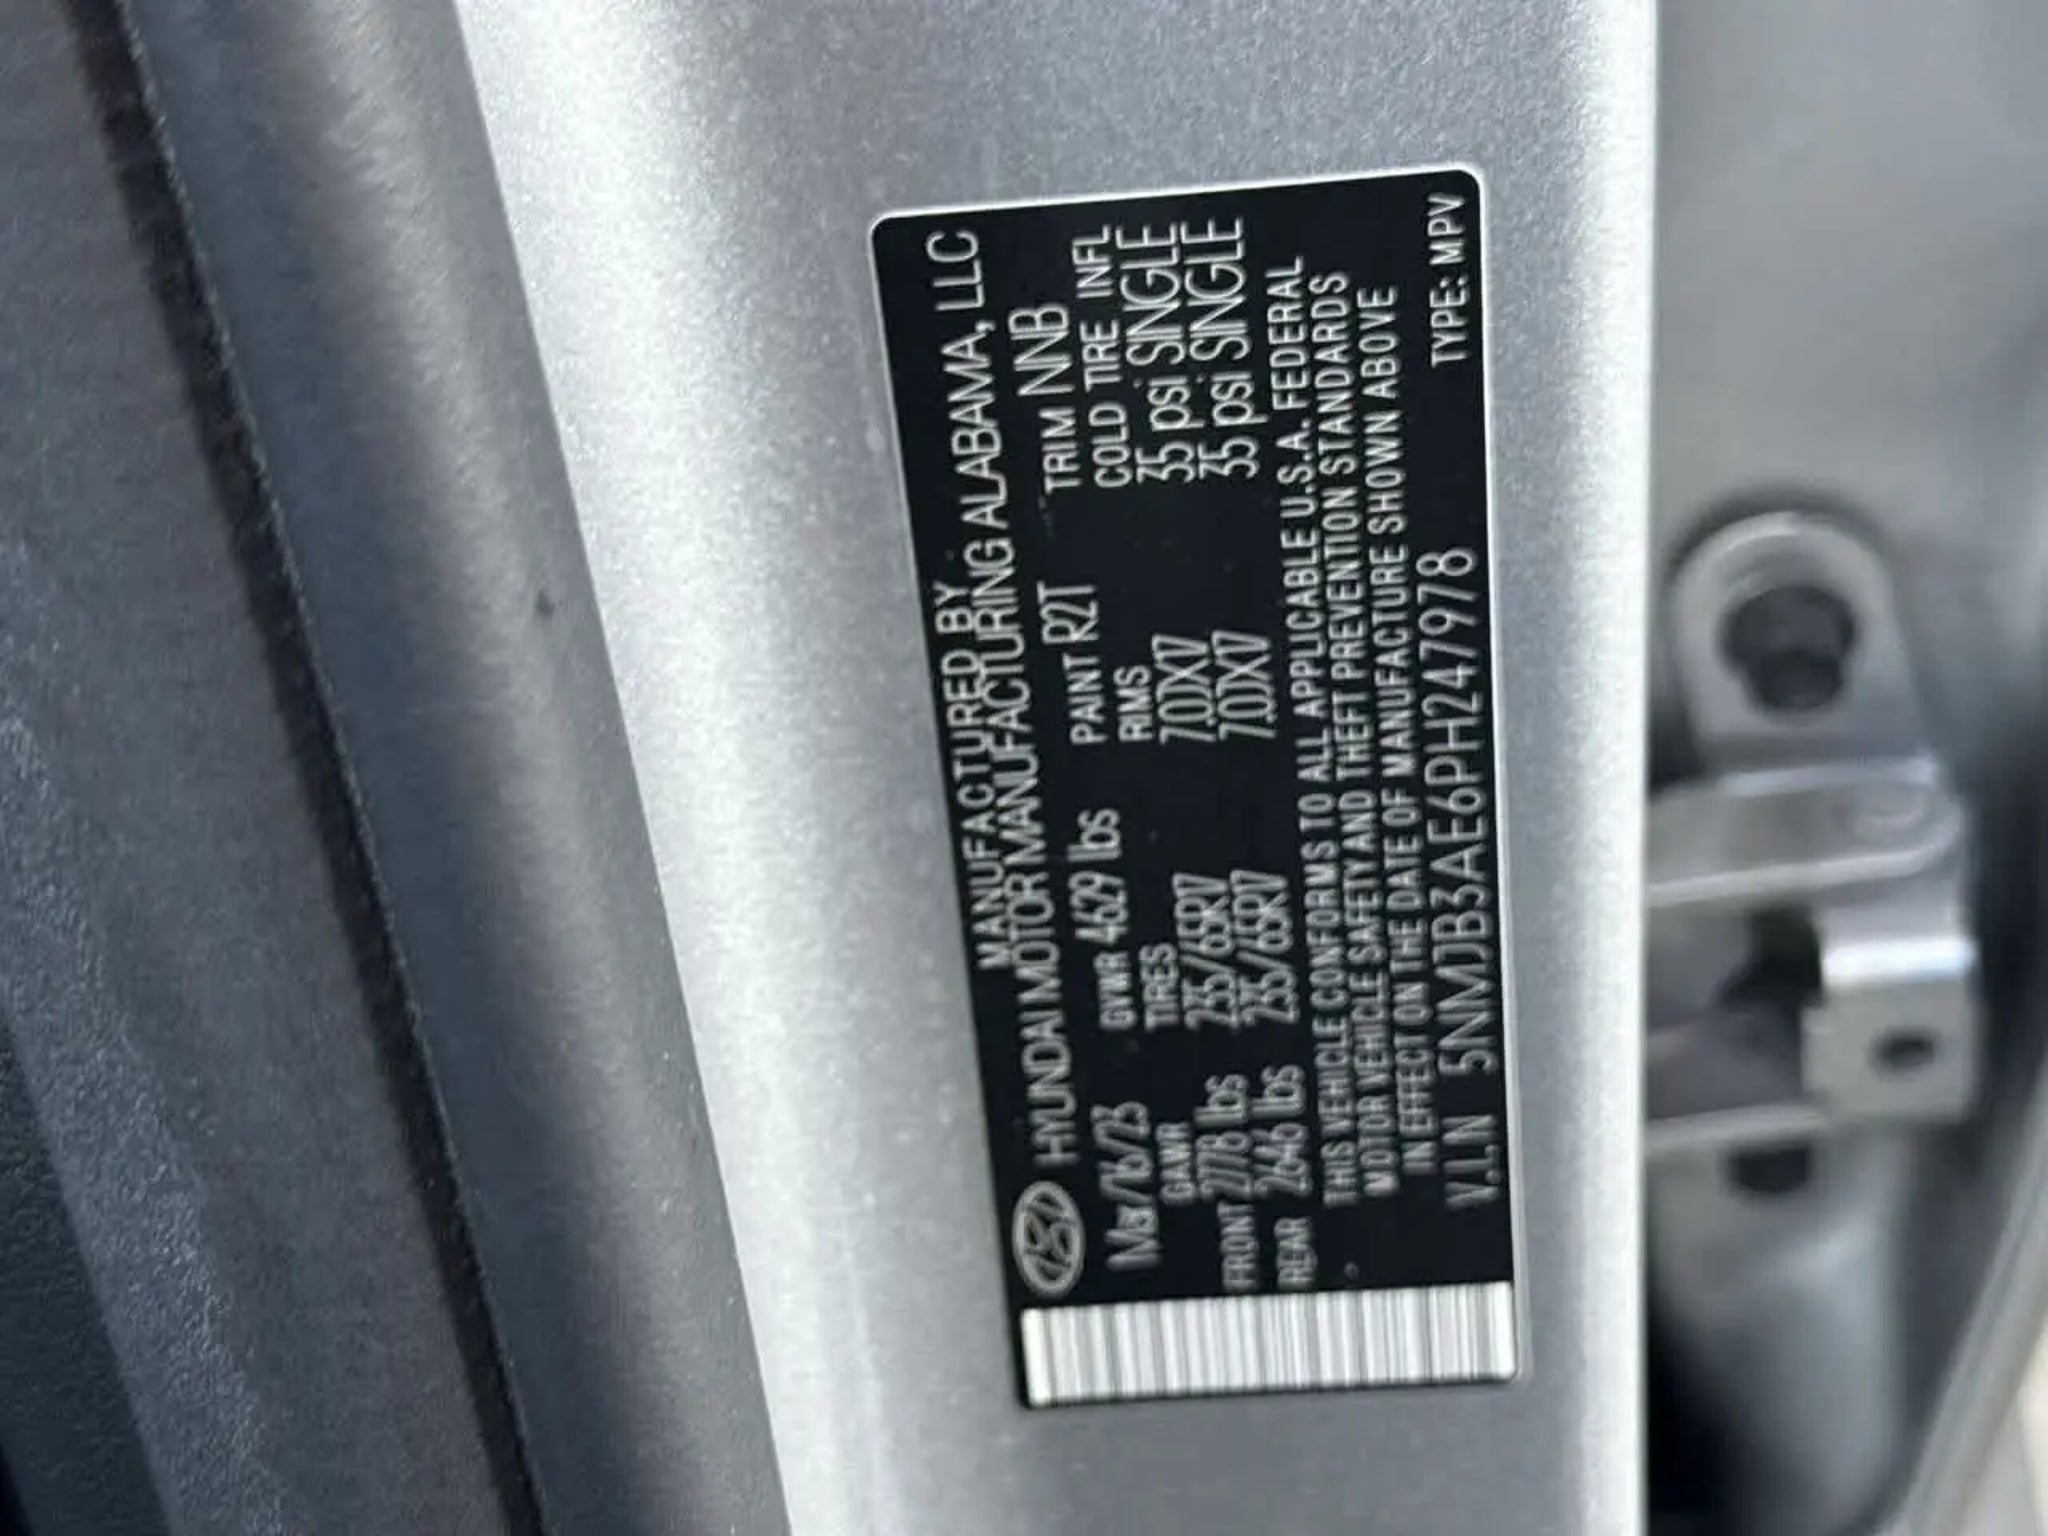 MANUFACTURED BY
HYUNDAI MOTOR MANUFACTURING ALABAMA, LLC
Mar/16/23 GVWR 4629 lbs PAINT R2T TRIM NNB
GAWR TIRES RIMS COLD TIRE INFL
FRONT 2778 lbs 235/65R17 7.0JX17 35 psi SINGLE
REAR 2646 lbs 235/65R17 7.0JX17 35 psi SINGLE
THIS VEHICLE CONFORMS TO ALL APPLICABLE U.S.A. FEDERAL
MOTOR VEHICLE SAFETY AND THEFT PREVENTION STANDARDS
IN EFFECT ON THE DATE OF MANUFACTURE SHOWN ABOVE
V.I.N 5NMJB3AE6PH247978 TYPE: MPV